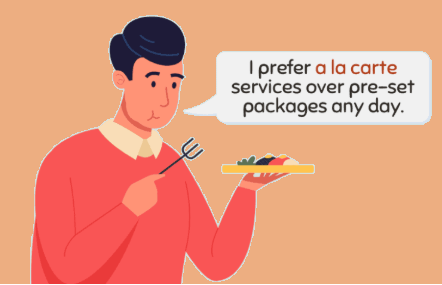 I prefer a la carte
services over pre-set
packages any day.